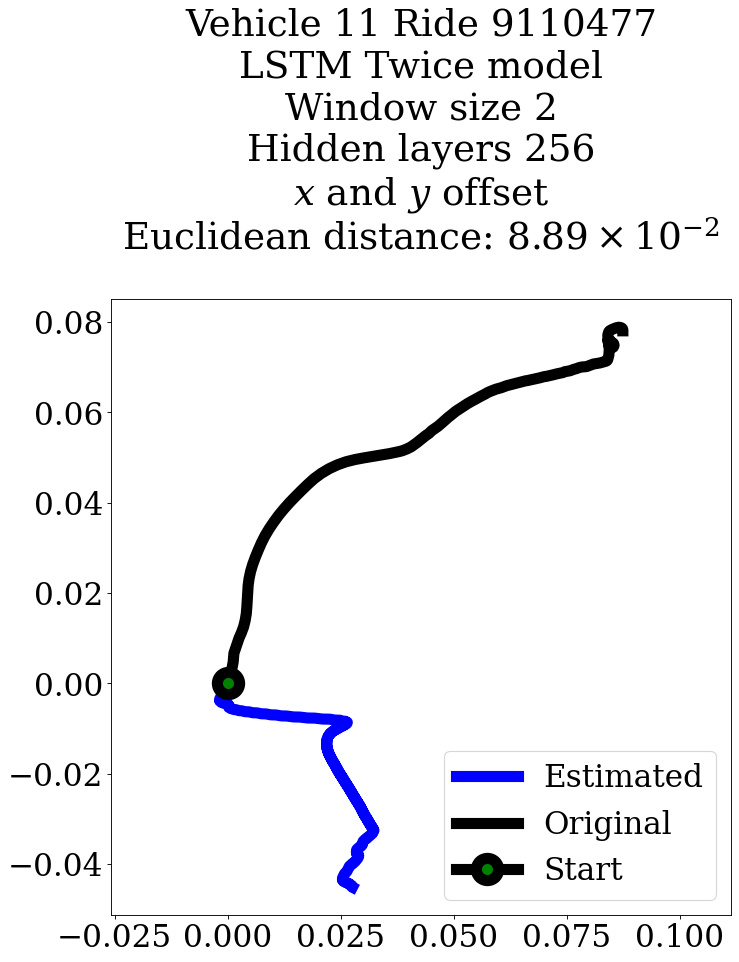 Vehicle 11 Ride 9110477
LSTM Twice model
Window size 2
Hidden layers 256
x and y offset
Euclidean distance: 8.89 × 10⁻²
0.08
0.06
0.04
0.02
0.00
−0.02
−0.04
Estimated
Original
Start
−0.025 0.000 0.025 0.050 0.075 0.100